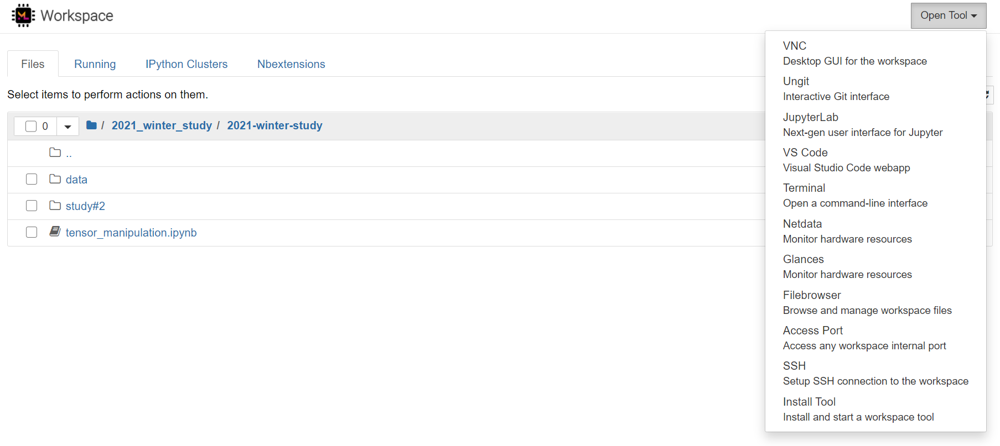 Workspace
Open Tool
Files Running IPython Clusters Nbextensions
Select items to perform actions on them.
0 / 2021_winter_study / 2021-winter-study
..
data
study#2
tensor_manipulation.ipynb
VNC
Desktop GUI for the workspace
Ungit
Interactive Git interface
JupyterLab
Next-gen user interface for Jupyter
VS Code
Visual Studio Code webapp
Terminal
Open a command-line interface
Netdata
Monitor hardware resources
Glances
Monitor hardware resources
Filebrowser
Browse and manage workspace files
Access Port
Access any workspace internal port
SSH
Setup SSH connection to the workspace
Install Tool
Install and start a workspace tool